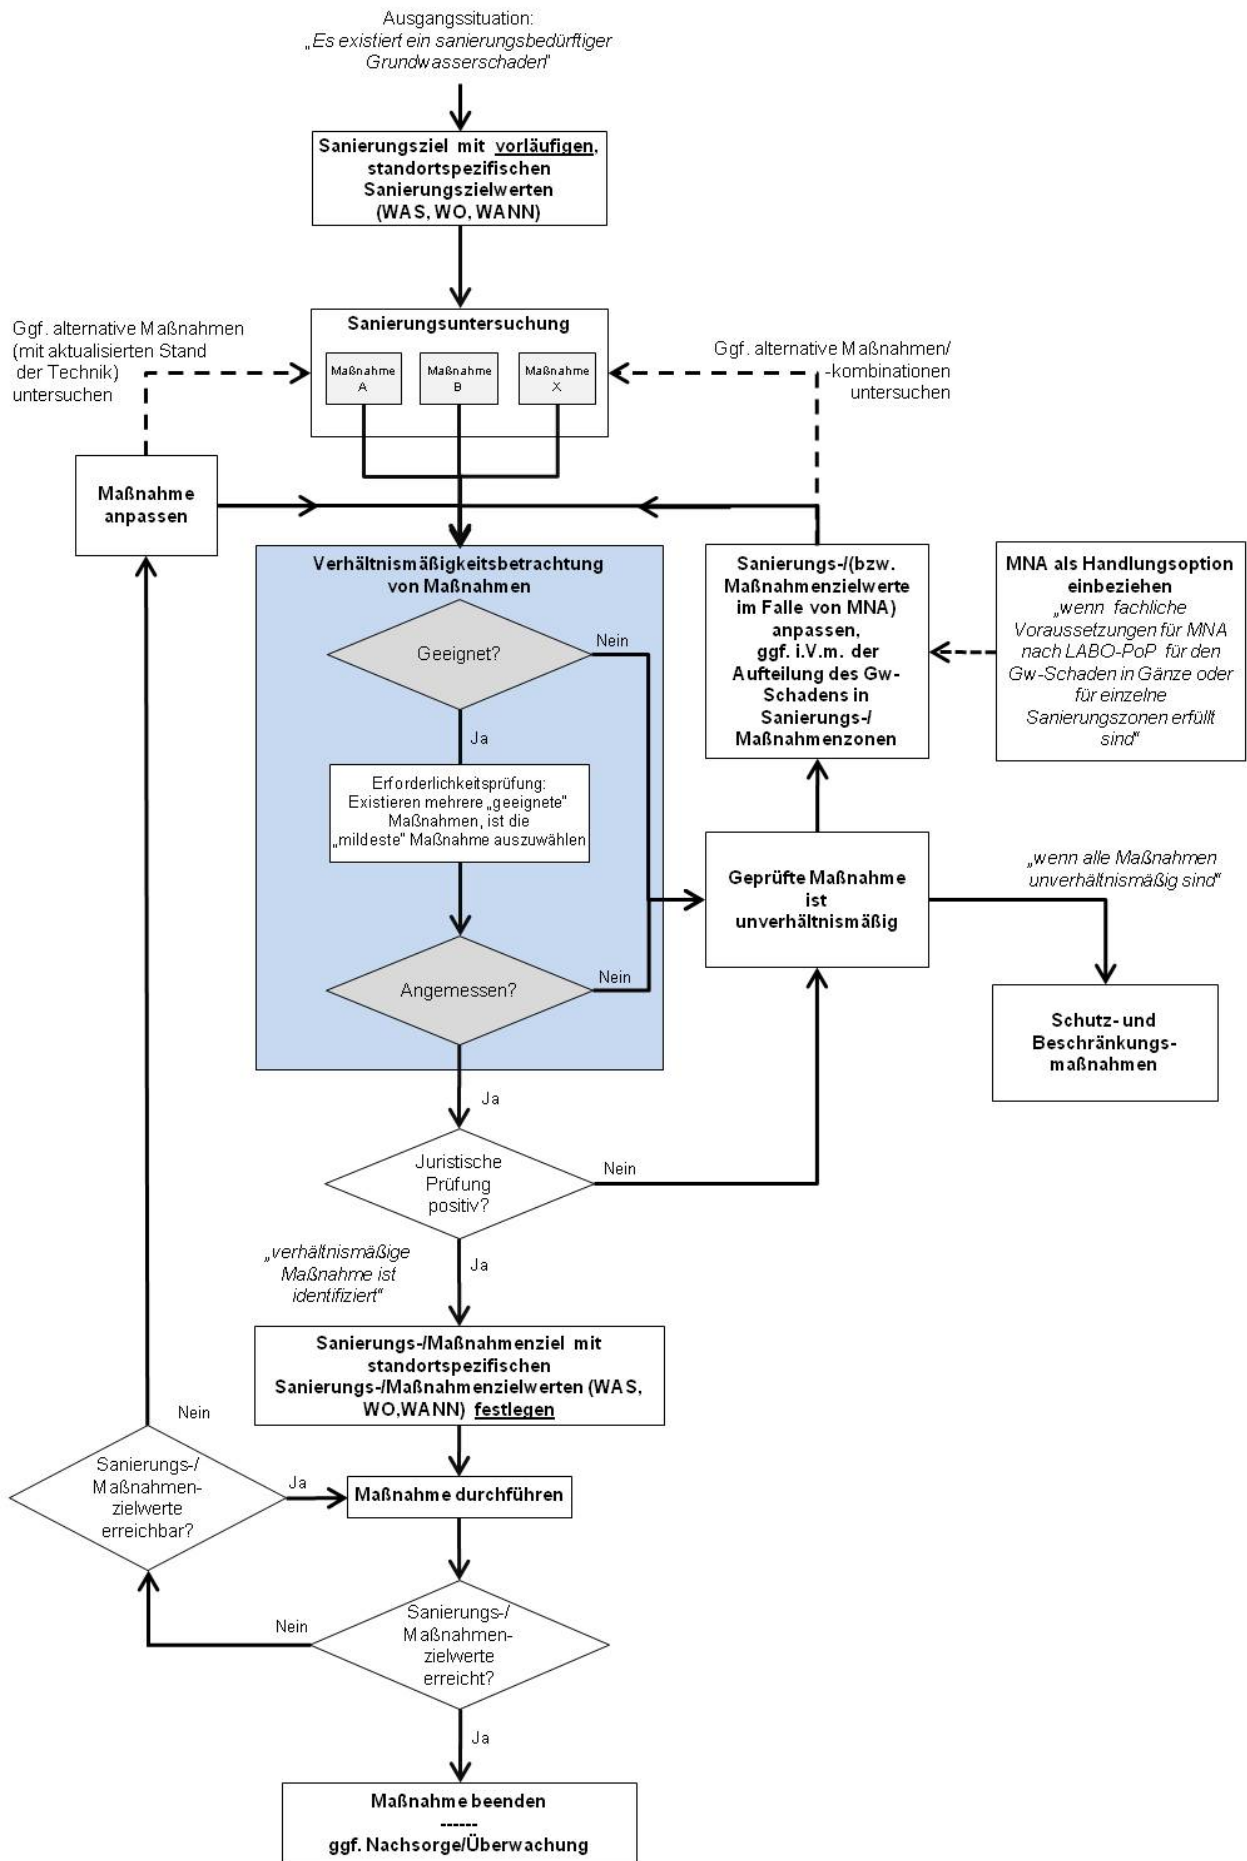 Ausgangssituation:
„Es existiert ein sanierungsbedürftiger
Grundwasserschaden"
Sanierungsziel mit vorläufigen,
standortspezifischen
Sanierungszielwerten
(WAS, WO, WANN)
Sanierungsuntersuchung
Maßnahme
A
Maßnahme
B
Maßnahme
X
Ggf. alternative Maßnahmen
(mit aktualisierten Stand
der Technik)
untersuchen
Ggf. alternative Maßnahmen/
-kombinationen
untersuchen
Maßnahme
anpassen
Verhältnismäßigkeitsbetrachtung
von Maßnahmen
Geeignet?
Nein
Ja
Erforderlichkeitsprüfung:
Existieren mehrere „geeignete"
Maßnahmen, ist die
„mildeste" Maßnahme auszuwählen
Angemessen?
Nein
Ja
Sanierungs-/(bzw.
Maßnahmenzielwerte
im Falle von MNA)
anpassen,
ggf. i.V.m. der
Aufteilung des Gw-
Schadens in
Sanierungs-/
Maßnahmenzonen
MNA als Handlungsoption
einbeziehen
„wenn fachliche
Voraussetzungen für MNA
nach LABO-PoP für den
Gw-Schaden in Gänze oder
für einzelne
Sanierungszonen erfüllt
sind"
Geprüfte Maßnahme
ist
unverhältnismäßig
„wenn alle Maßnahmen
unverhältnismäßig sind"
Schutz- und
Beschränkungs-
maßnahmen
Juristische
Prüfung
positiv?
Nein
Ja
„verhältnismäßige
Maßnahme ist
identifiziert"
Sanierungs-/Maßnahmenziel mit
standortspezifischen
Sanierungs-/Maßnahmenzielwerten (WAS,
WO,WANN) festlegen
Nein
Sanierungs-/
Maßnahmen-
zielwerte
erreichbar?
Ja
Maßnahme durchführen
Nein
Sanierungs-/
Maßnahmen-
zielwerte
erreicht?
Ja
Maßnahme beenden
------
ggf. Nachsorge/Überwachung